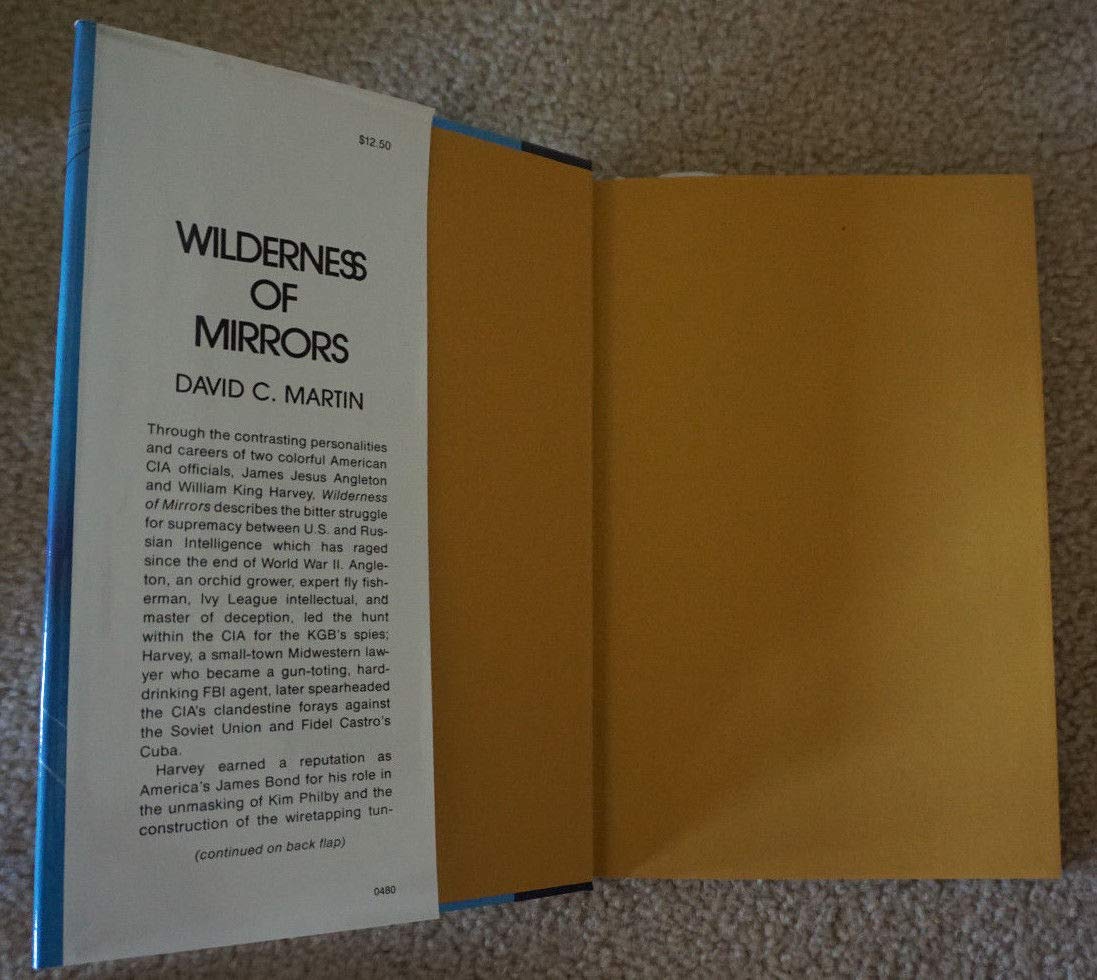 $12.50
WILDERNESS
OF
MIRRORS
DAVID C. MARTIN
Through the contrasting personalities
and careers of two colorful American
CIA officials, James Jesus Angleton
and William King Harvey, Wilderness
of Mirrors describes the bitter struggle
for supremacy between U.S. and Rus-
sian Intelligence which has raged
since the end of World War II. Angle-
ton, an orchid grower, expert fly fish-
erman, Ivy League intellectual, and
master of deception, led the hunt
within the CIA for the KGB's spies;
Harvey, a small-town Midwestern law-
yer who became a gun-toting, hard-
drinking FBI agent, later spearheaded
the CIA's clandestine forays against
the Soviet Union and Fidel Castro's
Cuba.
Harvey earned a reputation as
America's James Bond for his role in
the unmasking of Kim Philby and the
construction of the wiretapping tun-
(continued on back flap)
0480